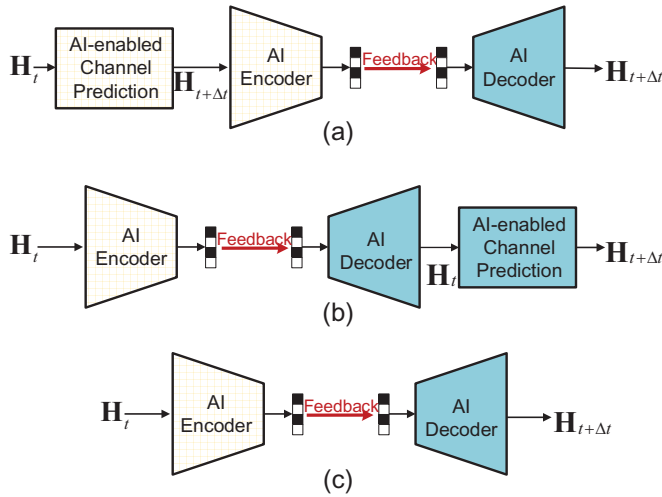 H_t
AI-enabled
Channel
Prediction
H_{t+Δt}
AI
Encoder
Feedback
AI
Decoder
H_{t+Δt}
(a)
H_t
AI
Encoder
Feedback
AI
Decoder
H_t
AI-enabled
Channel
Prediction
H_{t+Δt}
(b)
H_t
AI
Encoder
Feedback
AI
Decoder
H_{t+Δt}
(c)